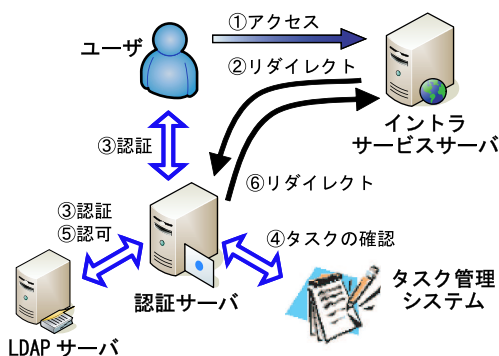 ①アクセス
ユーザ
②リダイレクト
イントラ
サービスサーバ
③認証
⑥リダイレクト
③認証
⑤認可
④タスクの確認
認証サーバ
タスク管理
システム
LDAP サーバ